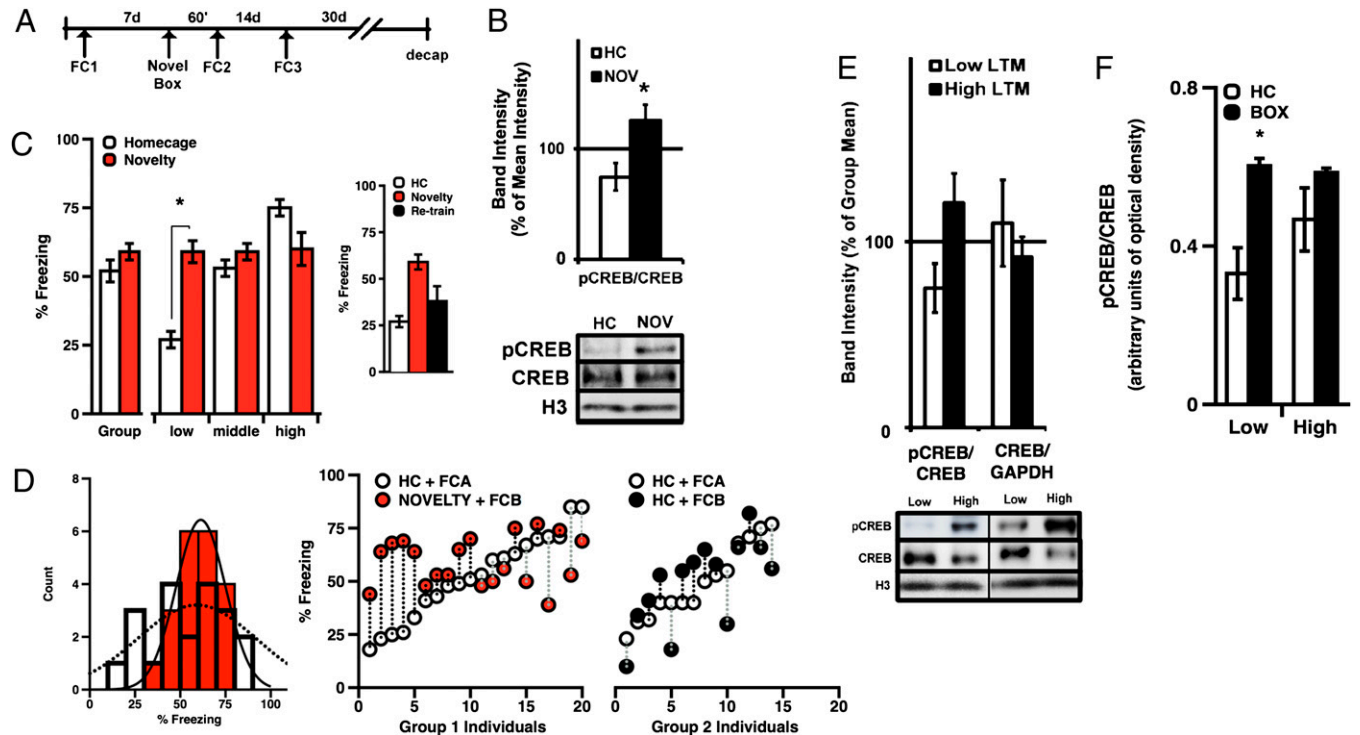 A
7d 60' 14d 30d
FC1 Novel Box FC2 FC3 decap
B
HC
NOV
*
Band Intensity
(% of Mean Intensity)
100
0
pCREB/CREB
HC NOV
pCREB
CREB
H3
C
Homecage
Novelty
% Freezing
100
75
50
25
0
*
Group low middle high
HC
Novelty
Re-train
% Freezing
100
75
50
25
0
D
Count
8
6
4
2
0
0 25 50 75 100
% Freezing
HC + FCA
NOVELTY + FCB
% Freezing
100
75
50
25
0
0 5 10 15 20
Group 1 Individuals
HC + FCA
HC + FCB
0 5 10 15 20
Group 2 Individuals
E
Low LTM
High LTM
Band Intensity (% of Group Mean)
100
0
pCREB/
CREB
CREB/
GAPDH
Low High Low High
pCREB
CREB
H3
F
HC
BOX
*
pCREB/CREB
(arbitrary units of optical density)
0.8
0.4
0
Low High